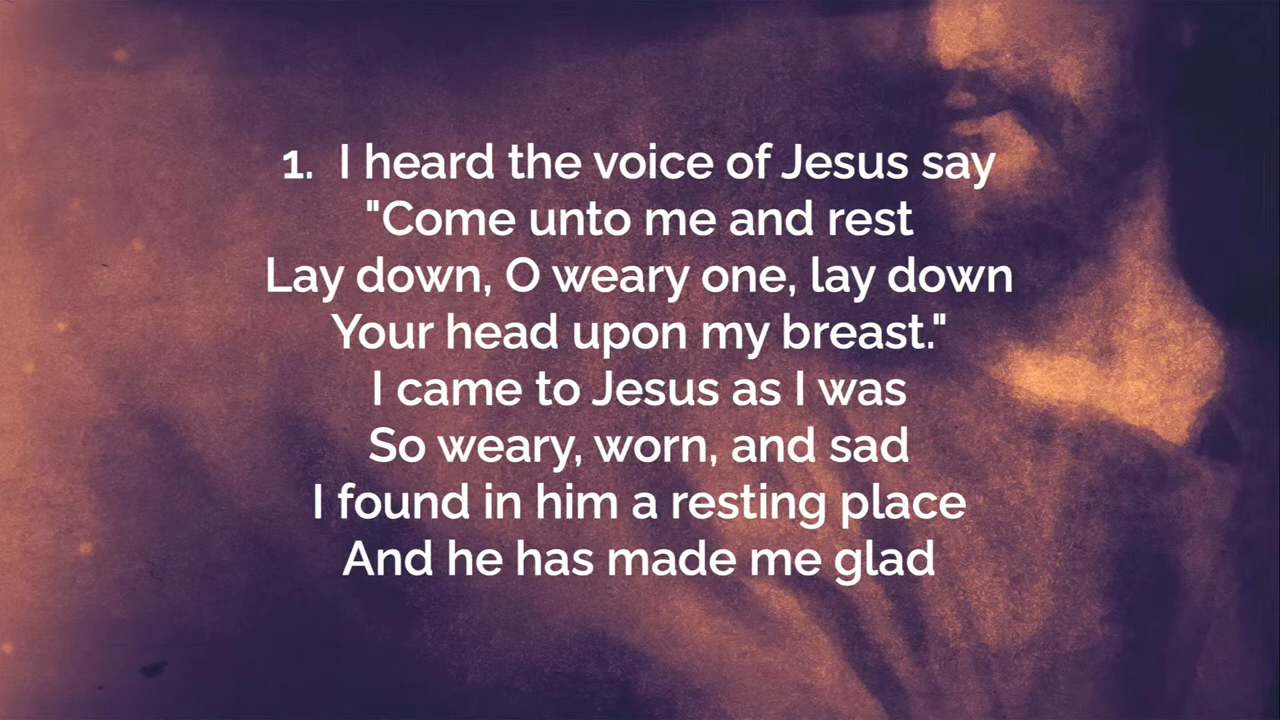 1. I heard the voice of Jesus say
"Come unto me and rest
Lay down, O weary one, lay down
Your head upon my breast."
I came to Jesus as I was
So weary, worn, and sad
I found in him a resting place
And he has made me glad